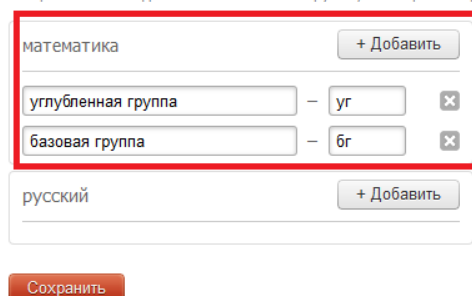 математика + Добавить
углубленная группа – уг
базовая группа – бг
русский + Добавить
Сохранить